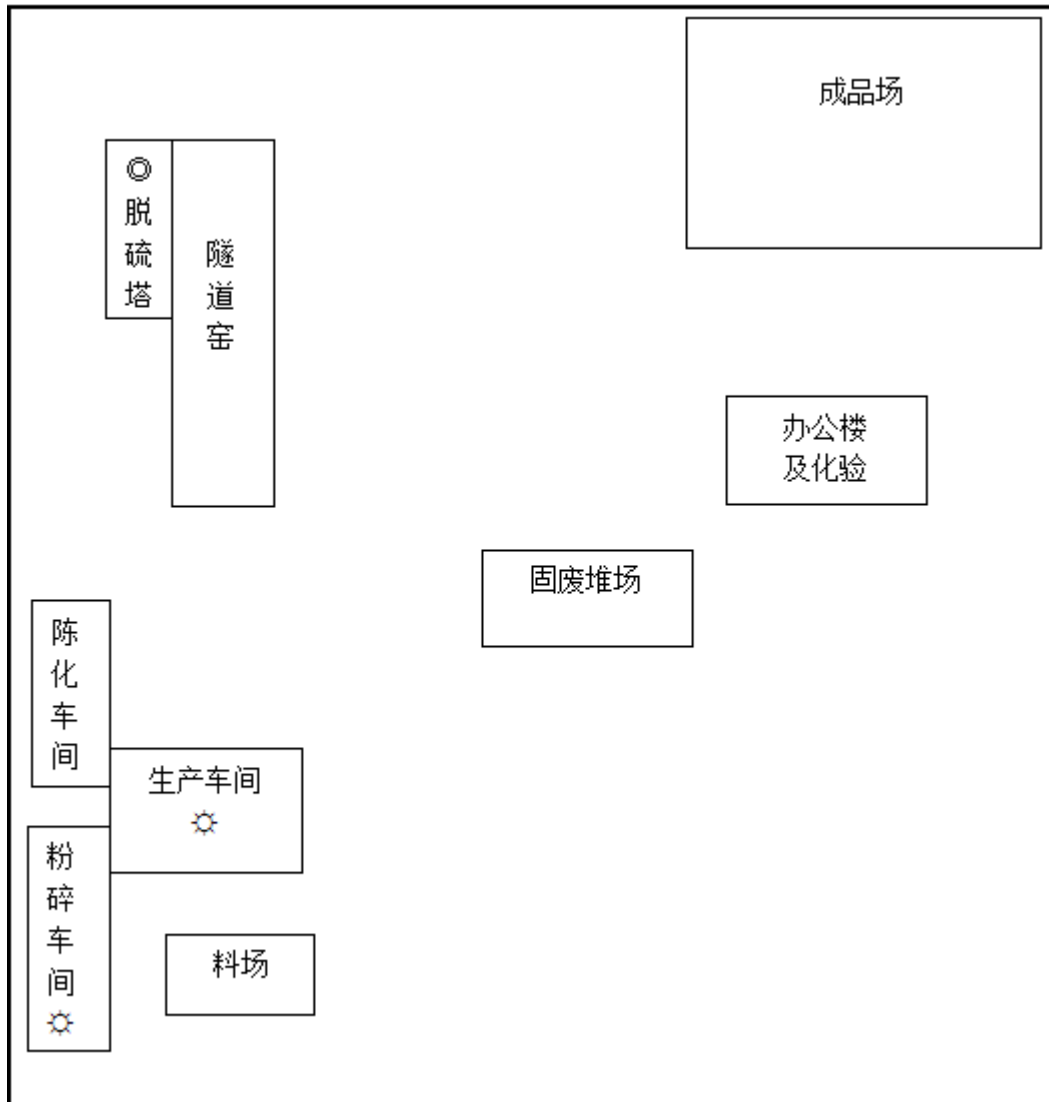 成品场
◎
脱
硫
塔
隧
道
窑
办公楼
及化验
固废堆场
陈
化
车
间
生产车间
☼
粉
碎
车
间
☼
料场